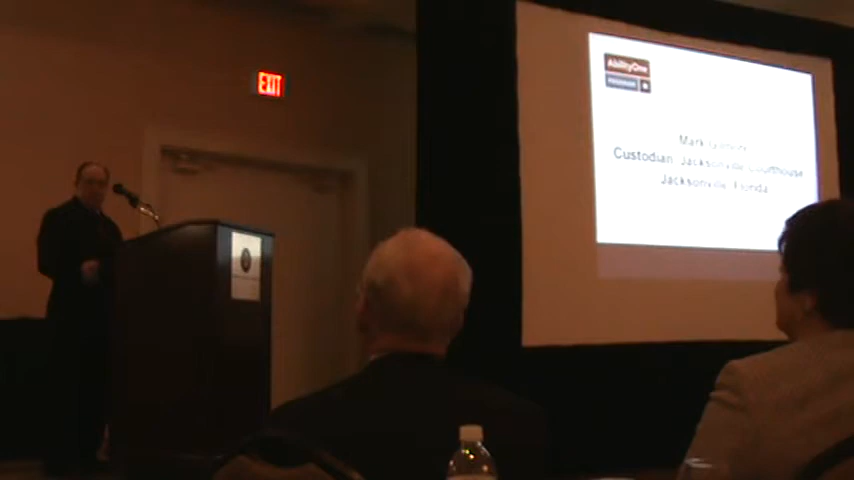 EXIT
AbilityOne
Mark
Custodian Jacksonville Courthouse
Jacksonville Florida